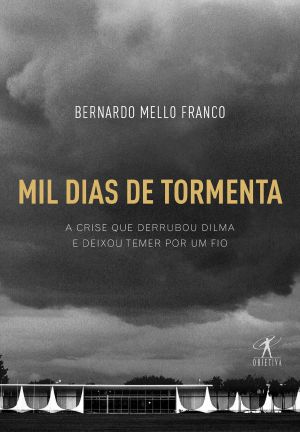 BERNARDO MELLO FRANCO
MIL DIAS DE TORMENTA
A CRISE QUE DERRUBOU DILMA
E DEIXOU TEMER POR UM FIO
OBJETIVA